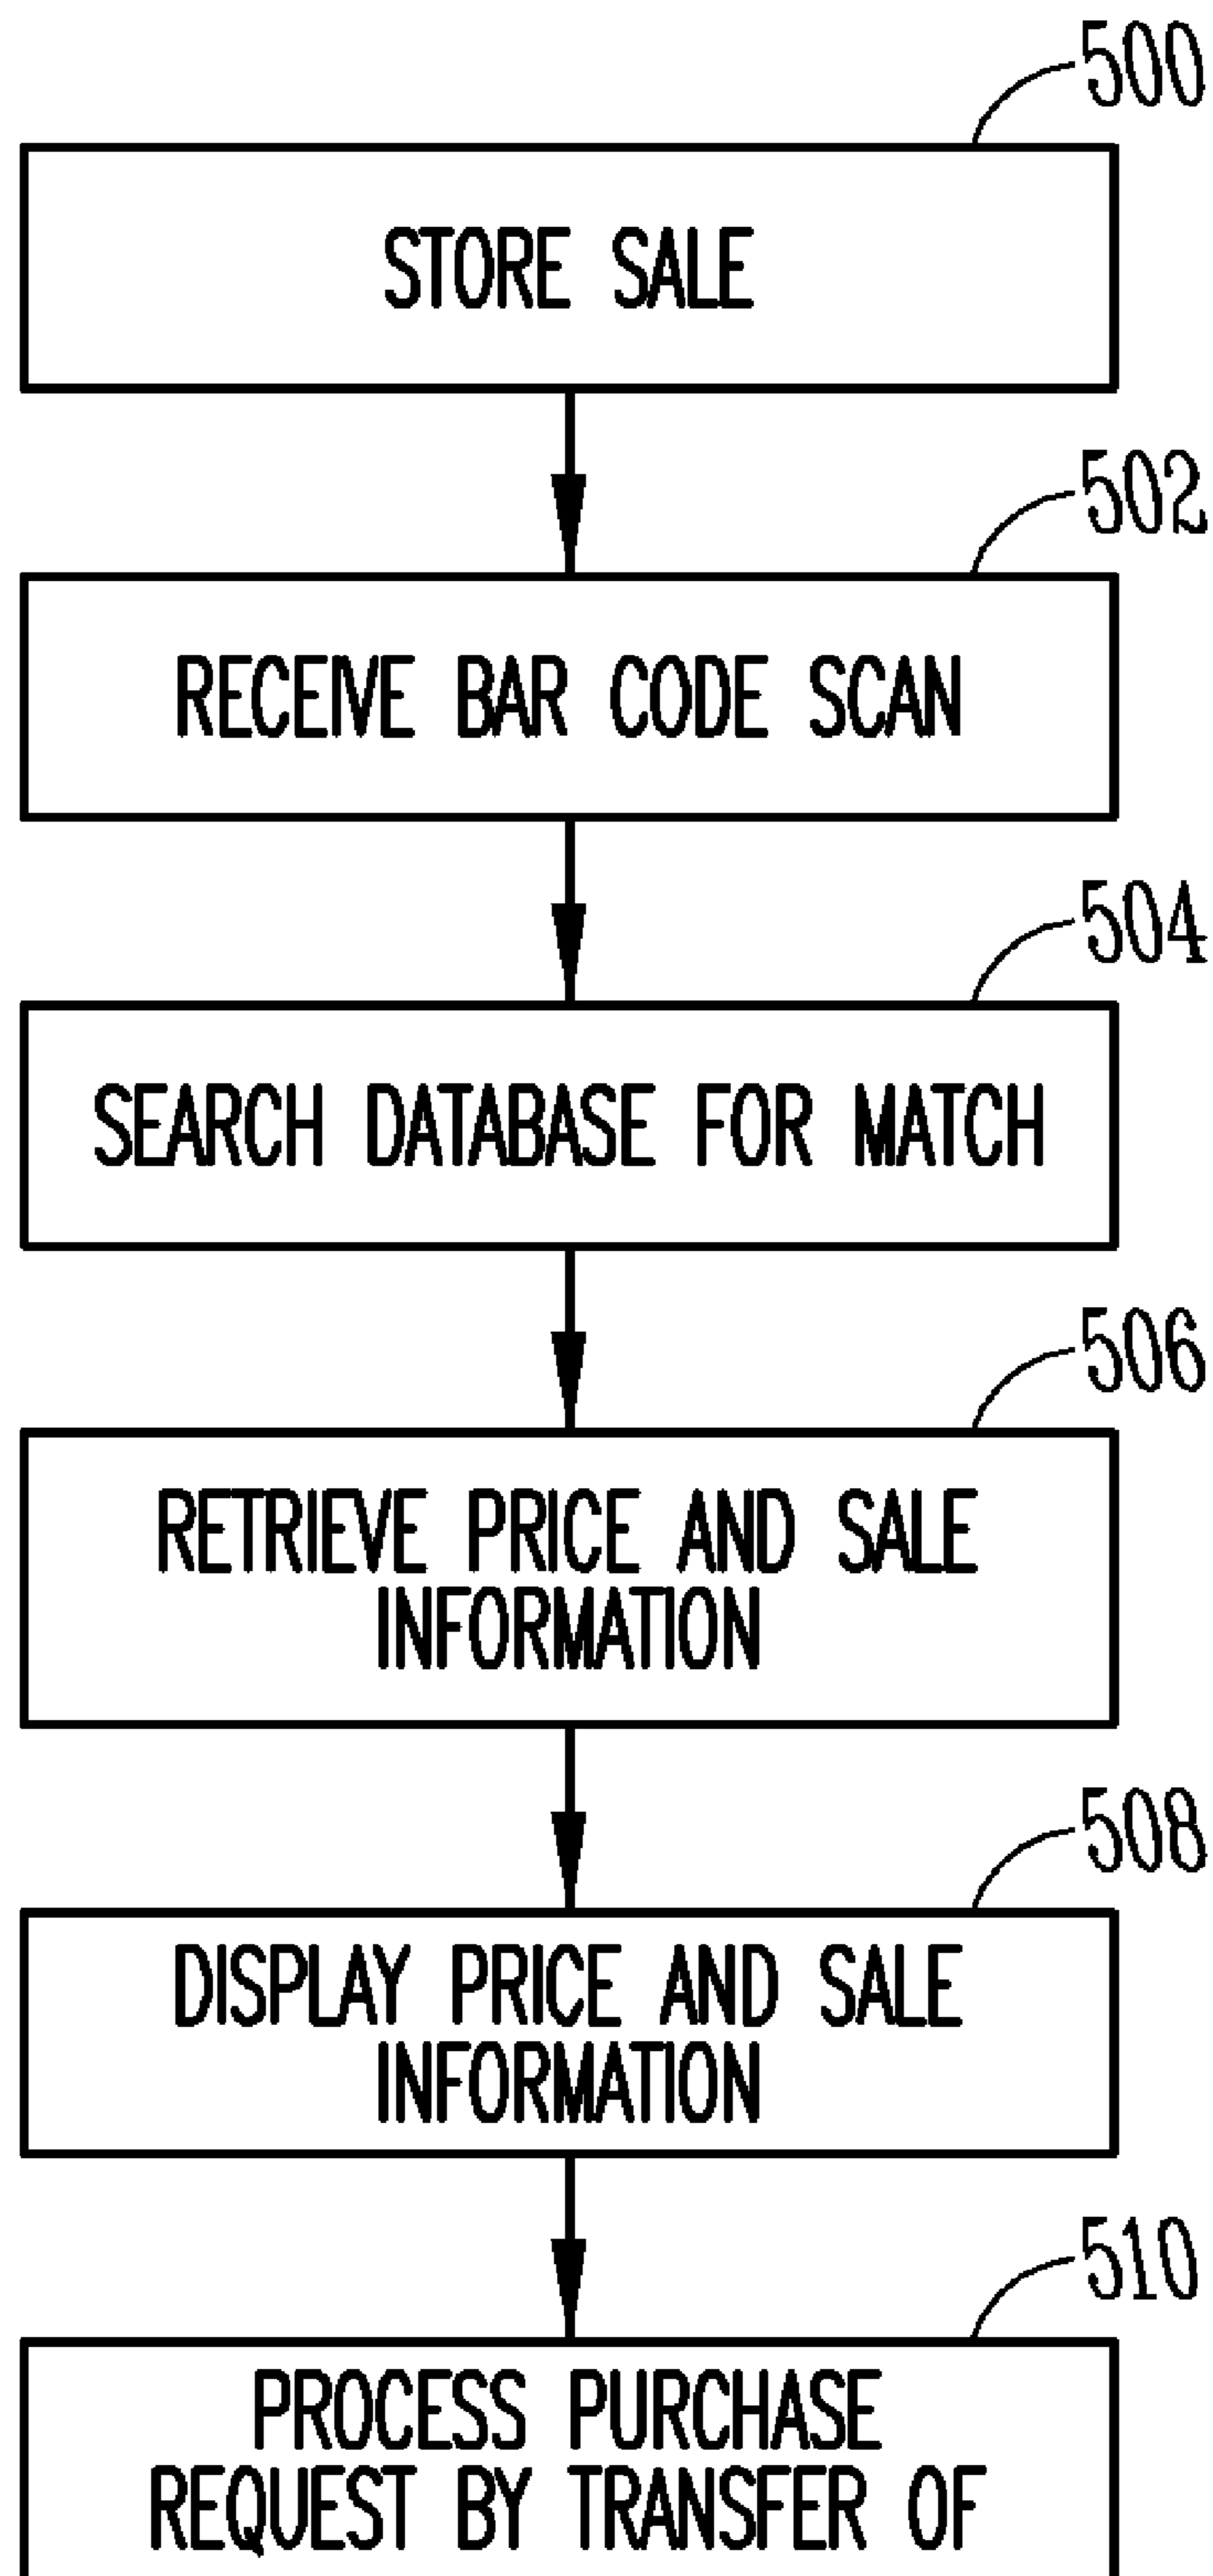 500
STORE SALE
502
RECEIVE BAR CODE SCAN
504
SEARCH DATABASE FOR MATCH
506
RETRIEVE PRICE AND SALE
INFORMATION
508
DISPLAY PRICE AND SALE
INFORMATION
510
PROCESS PURCHASE
REQUEST BY TRANSFER OF